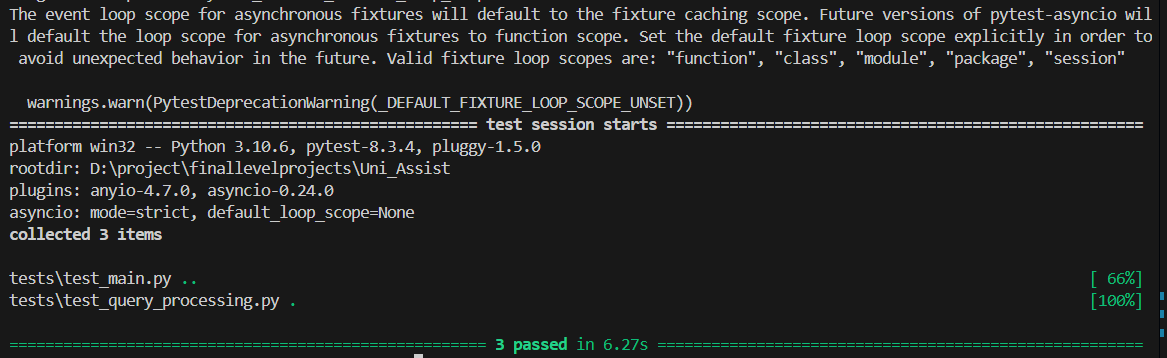 The event loop scope for asynchronous fixtures will default to the fixture caching scope. Future versions of pytest-asyncio wil
l default the loop scope for asynchronous fixtures to function scope. Set the default fixture loop scope explicitly in order to
 avoid unexpected behavior in the future. Valid fixture loop scopes are: "function", "class", "module", "package", "session"
  warnings.warn(PytestDeprecationWarning(_DEFAULT_FIXTURE_LOOP_SCOPE_UNSET))
==================================================== test session starts =====================================================
platform win32 -- Python 3.10.6, pytest-8.3.4, pluggy-1.5.0
rootdir: D:\project\finallevelprojects\Uni_Assist
plugins: anyio-4.7.0, asyncio-0.24.0
asyncio: mode=strict, default_loop_scope=None
collected 3 items
tests\test_main.py .. [ 66%]
tests\test_query_processing.py . [100%]
===================================================== 3 passed in 6.27s ======================================================